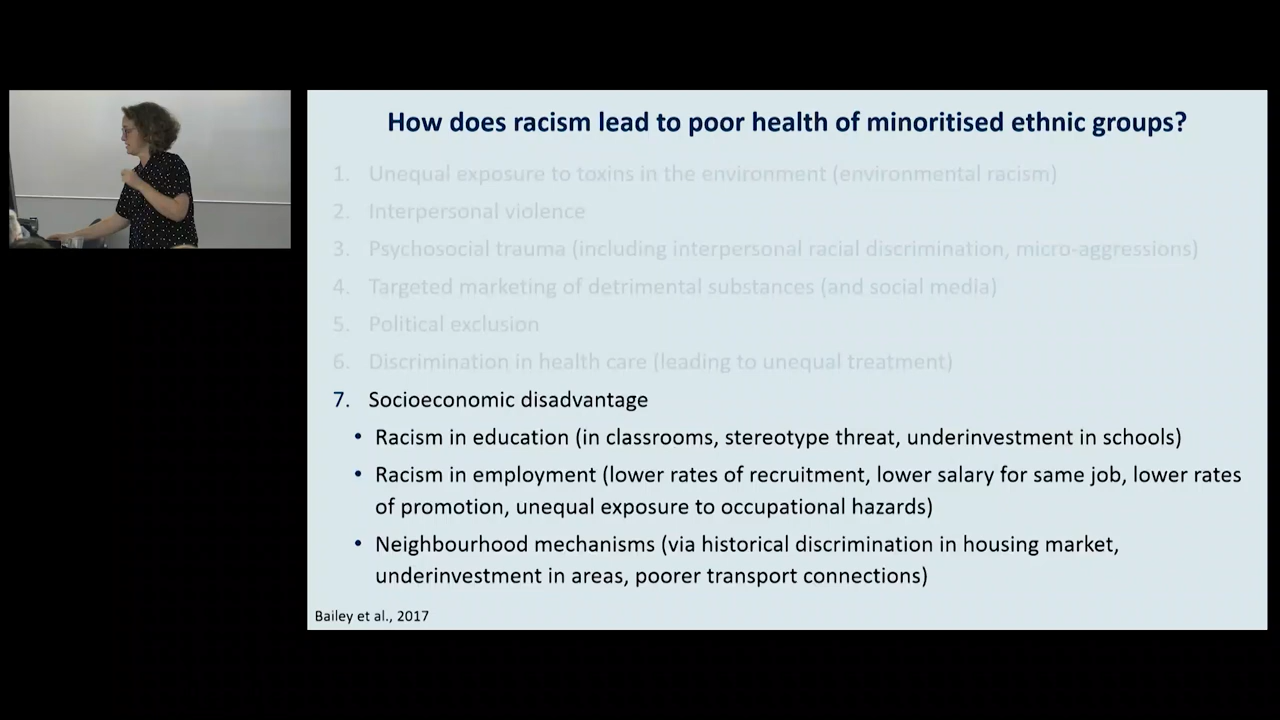 How does racism lead to poor health of minoritised ethnic groups?
1. Unequal exposure to toxins in the environment (environmental racism)
2. Interpersonal violence
3. Psychosocial trauma (including interpersonal racial discrimination, micro-aggressions)
4. Targeted marketing of detrimental substances (and social media)
5. Political exclusion
6. Discrimination in health care (leading to unequal treatment)
7. Socioeconomic disadvantage
• Racism in education (in classrooms, stereotype threat, underinvestment in schools)
• Racism in employment (lower rates of recruitment, lower salary for same job, lower rates
of promotion, unequal exposure to occupational hazards)
• Neighbourhood mechanisms (via historical discrimination in housing market,
underinvestment in areas, poorer transport connections)
Bailey et al., 2017